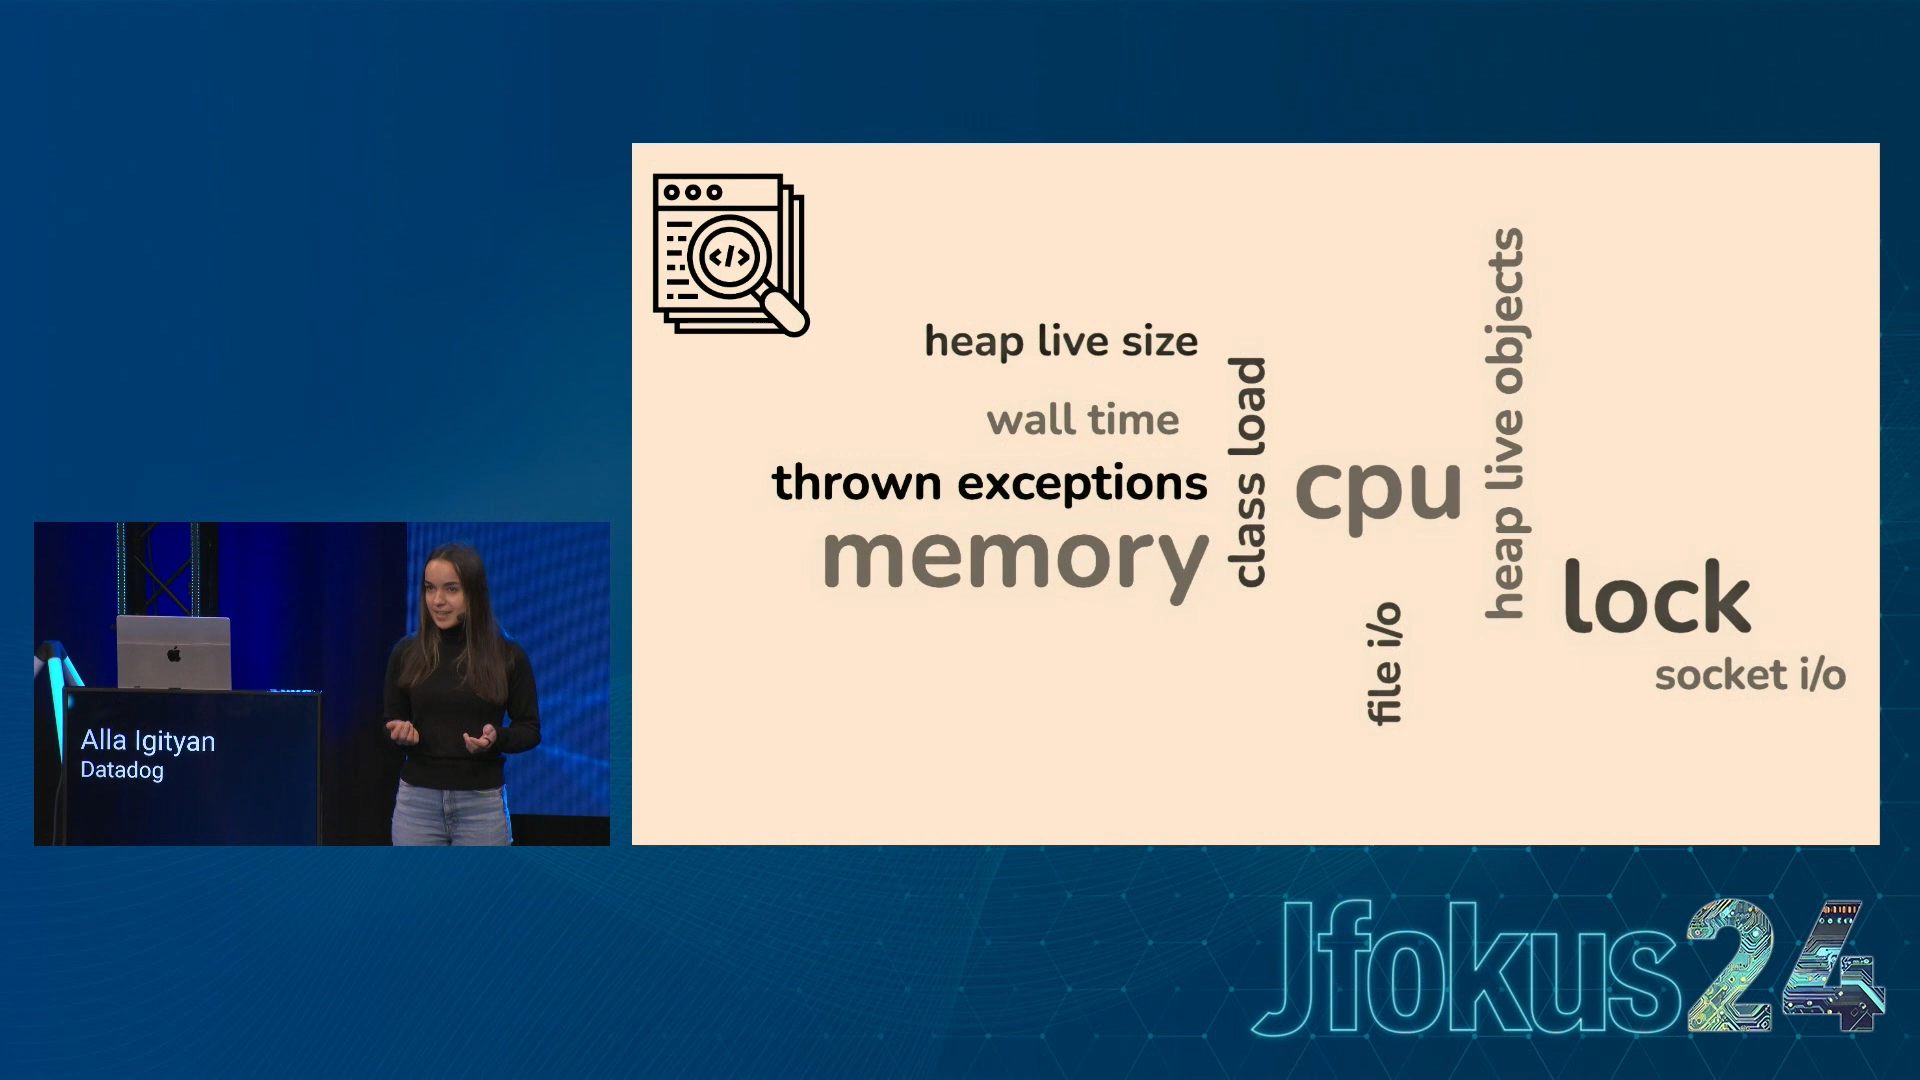 </>
heap live size
wall time
thrown exceptions
memory
class load
cpu
heap live objects
file i/o
lock
socket i/o
Alla Igityan
Datadog
Jfokus24